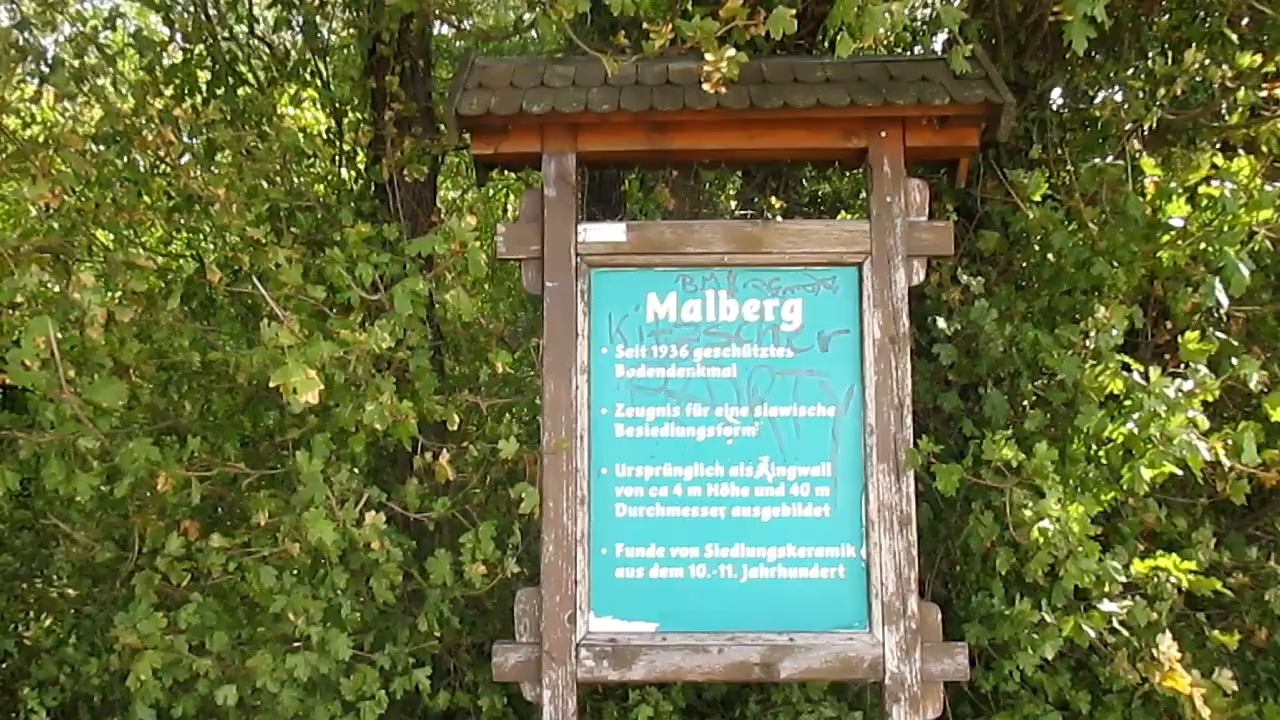 Malberg
Kitzscher
• Seit 1936 geschütztes
Bodendenkmal
• Zeugnis für eine slawische
Besiedlungsform
• Ursprünglich als Ringwall
von ca 4 m Höhe und 40 m
Durchmesser ausgebildet
• Funde von Siedlungskeramik
aus dem 10.-11. Jahrhundert